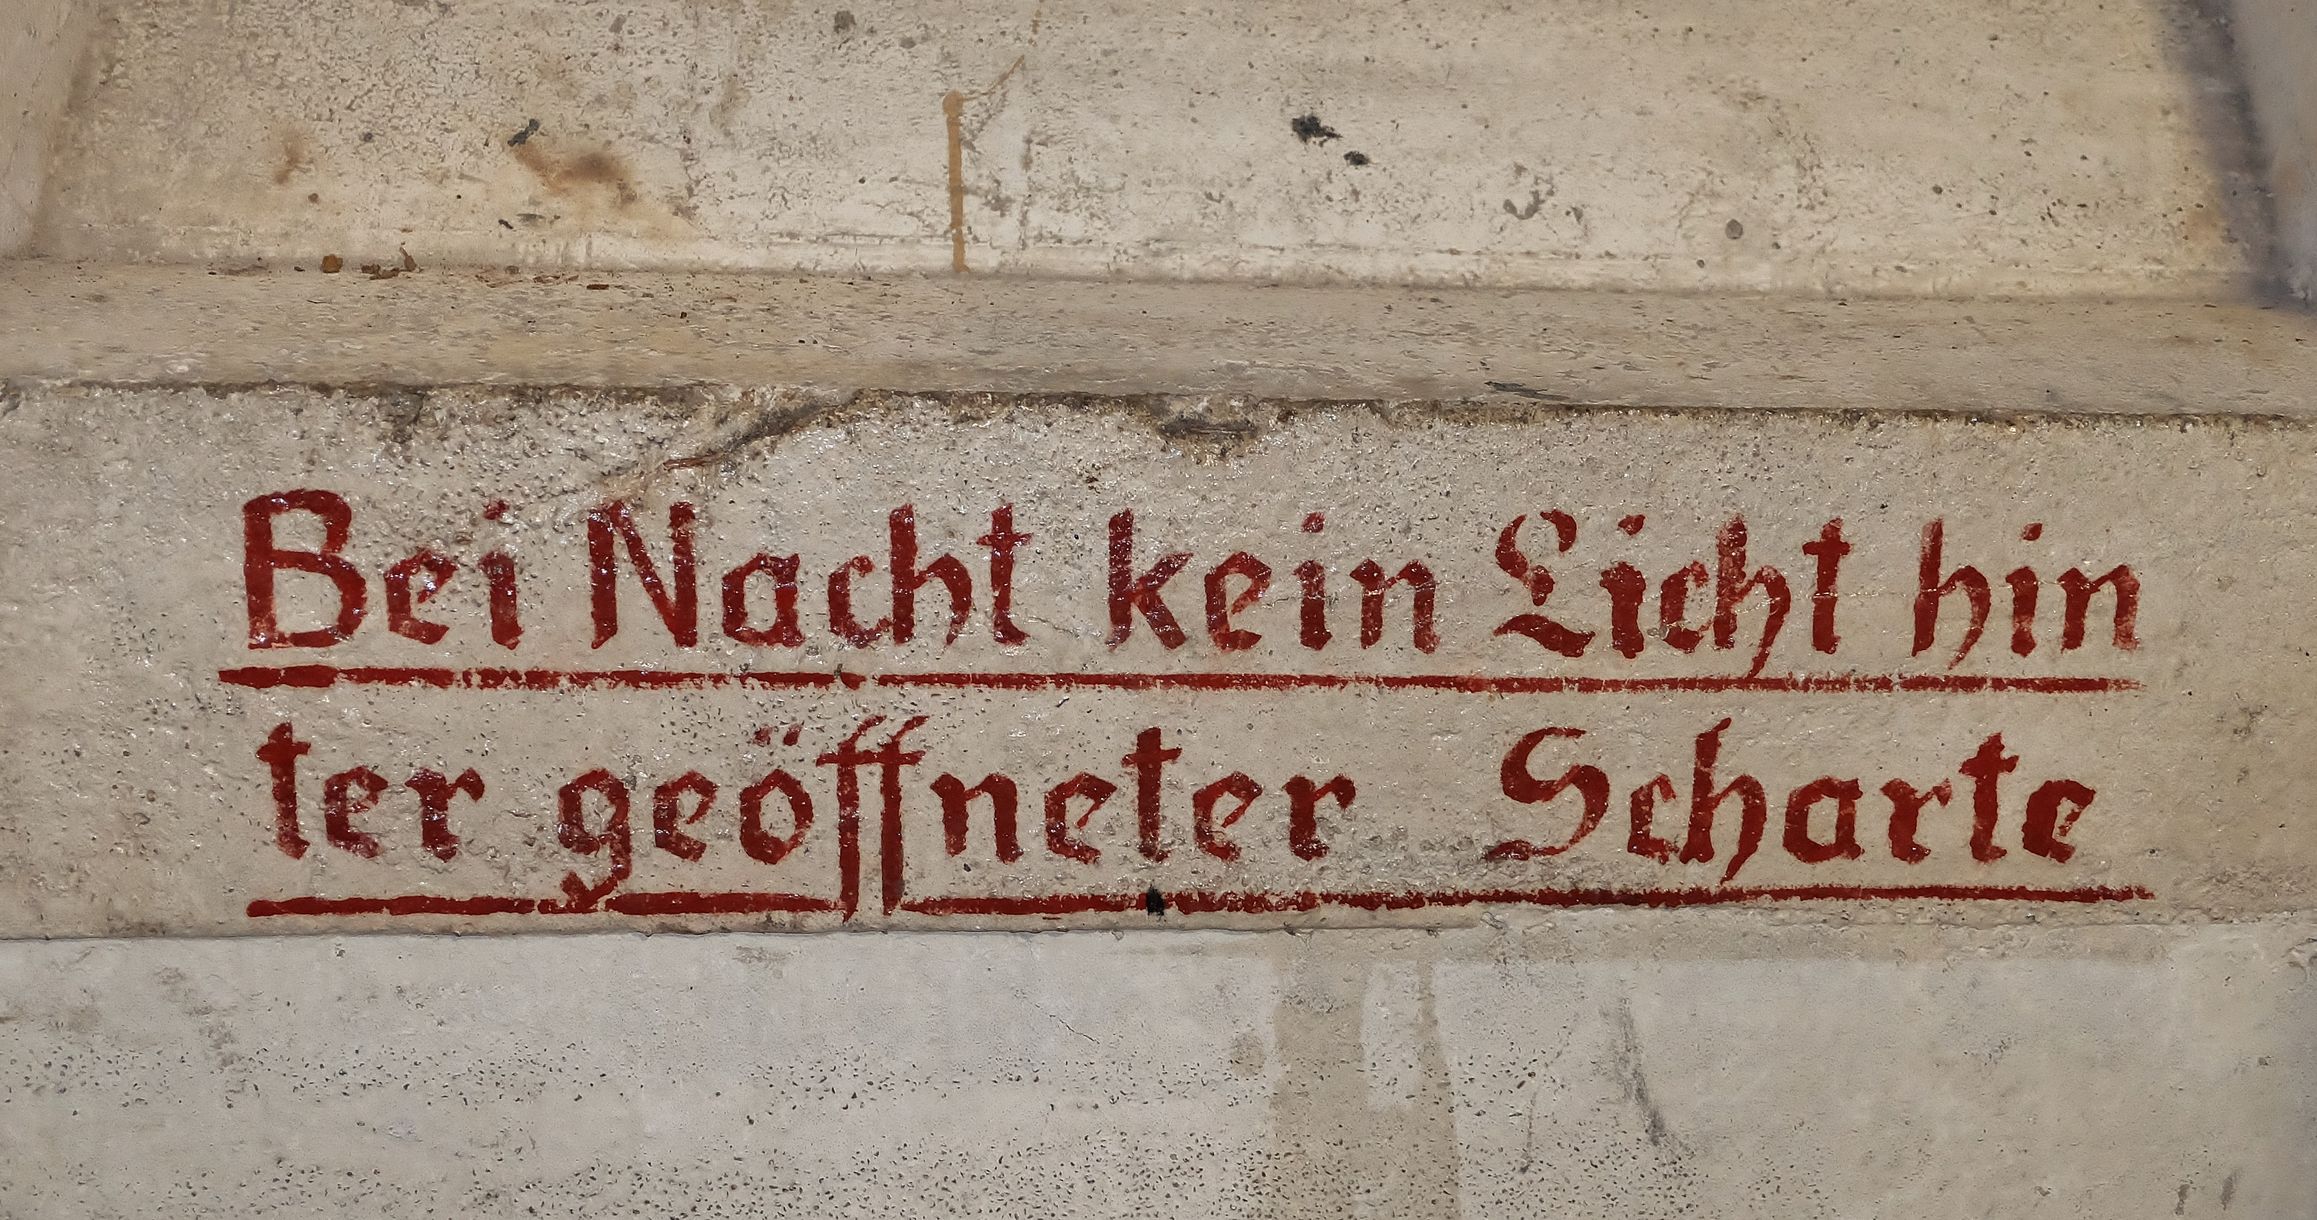 Bei Nacht kein Licht hin
ter geöffneter Scharte